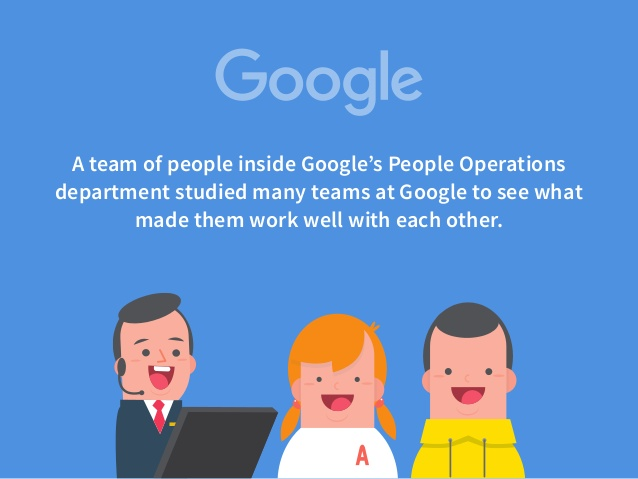 Google
A team of people inside Google’s People Operations
department studied many teams at Google to see what
made them work well with each other.
A